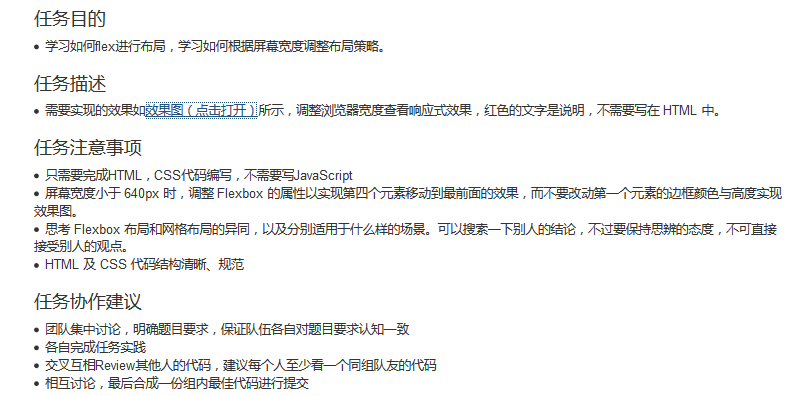 任务目的
学习如何flex进行布局，学习如何根据屏幕宽度调整布局策略。
任务描述
需要实现的效果如效果图（点击打开）所示，调整浏览器宽度查看响应式效果，红色的文字是说明，不需要写在 HTML 中。
任务注意事项
只需要完成HTML，CSS代码编写，不需要写JavaScript
屏幕宽度小于 640px 时，调整 Flexbox 的属性以实现第四个元素移动到最前面的效果，而不要改动第一个元素的边框颜色与高度实现
效果图。
思考 Flexbox 布局和网格布局的异同，以及分别适用于什么样的场景。可以搜索一下别人的结论，不过要保持思辨的态度，不可直接
接受别人的观点。
HTML 及 CSS 代码结构清晰、规范
任务协作建议
团队集中讨论，明确题目要求，保证队伍各自对题目要求认知一致
各自完成任务实践
交叉互相Review其他人的代码，建议每个人至少看一个同组队友的代码
相互讨论，最后合成一份组内最佳代码进行提交